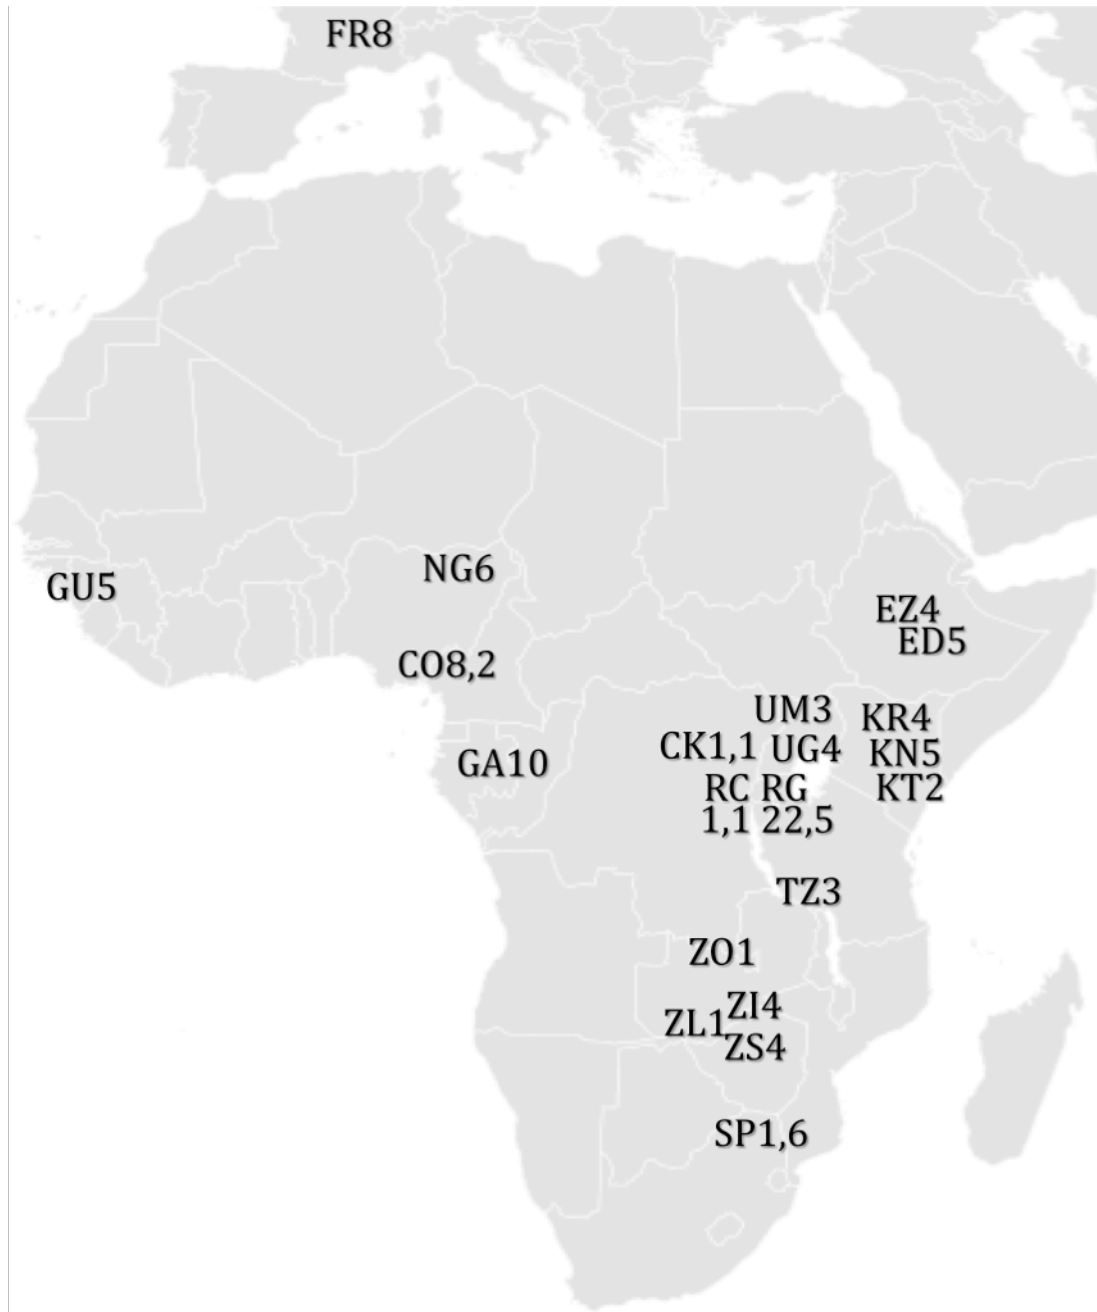 FR8
NG6
GU5
EZ4
ED5
CO8,2
UM3
KR4
CK1,1
UG4
KN5
GA10
RC
1,1
RG
22,5
KT2
TZ3
ZO1
ZI4
ZL1
ZS4
SP1,6